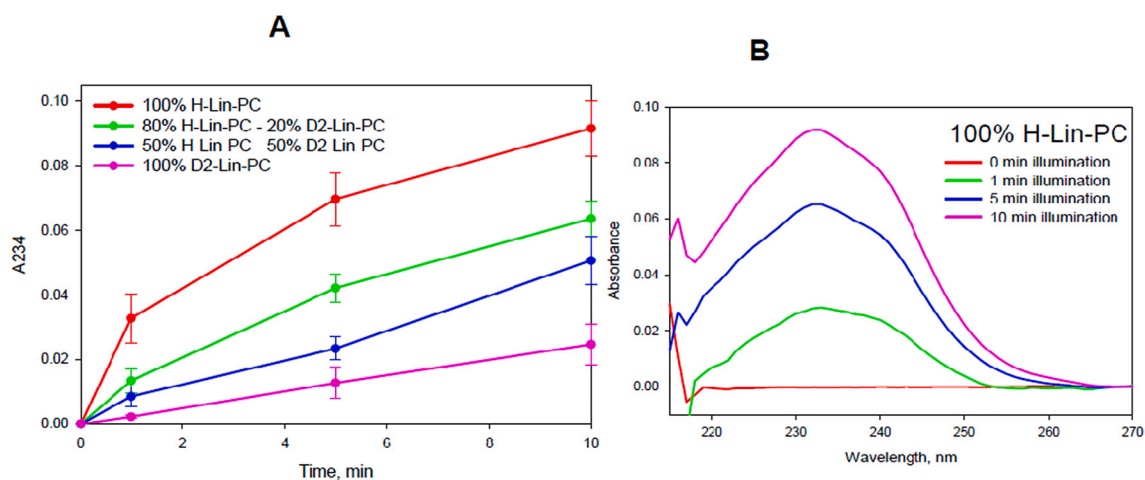 A
0.10
0.08
0.06
0.04
0.02
0.00
A234
100% H-Lin-PC
80% H-Lin-PC - 20% D2-Lin-PC
50% H Lin PC 50% D2 Lin PC
100% D2-Lin-PC
0 2 4 6 8 10
Time, min
B
0.10
0.08
0.06
0.04
0.02
0.00
Absorbance
100% H-Lin-PC
0 min illumination
1 min illumination
5 min illumination
10 min illumination
220 230 240 250 260 270
Wavelength, nm